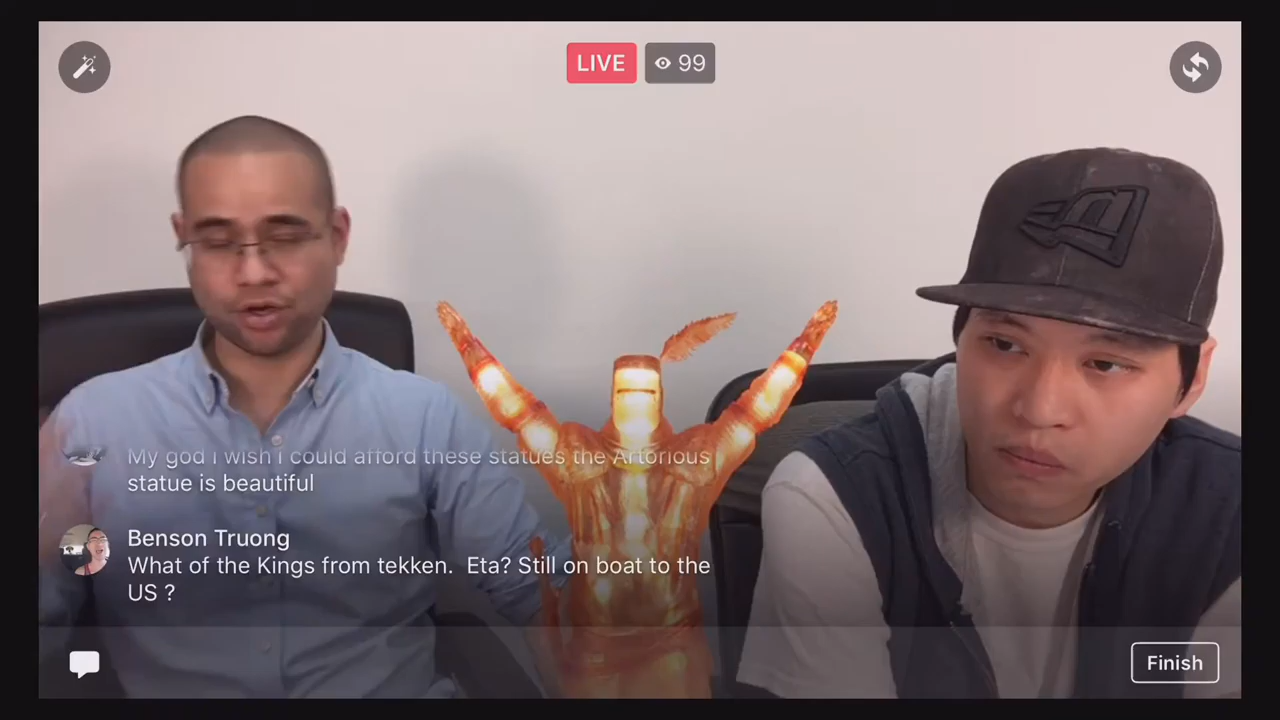 LIVE
99
My god i wish i could afford these statues the Artorious
statue is beautiful
Benson Truong
What of the Kings from tekken.  Eta? Still on boat to the
US ?
Finish